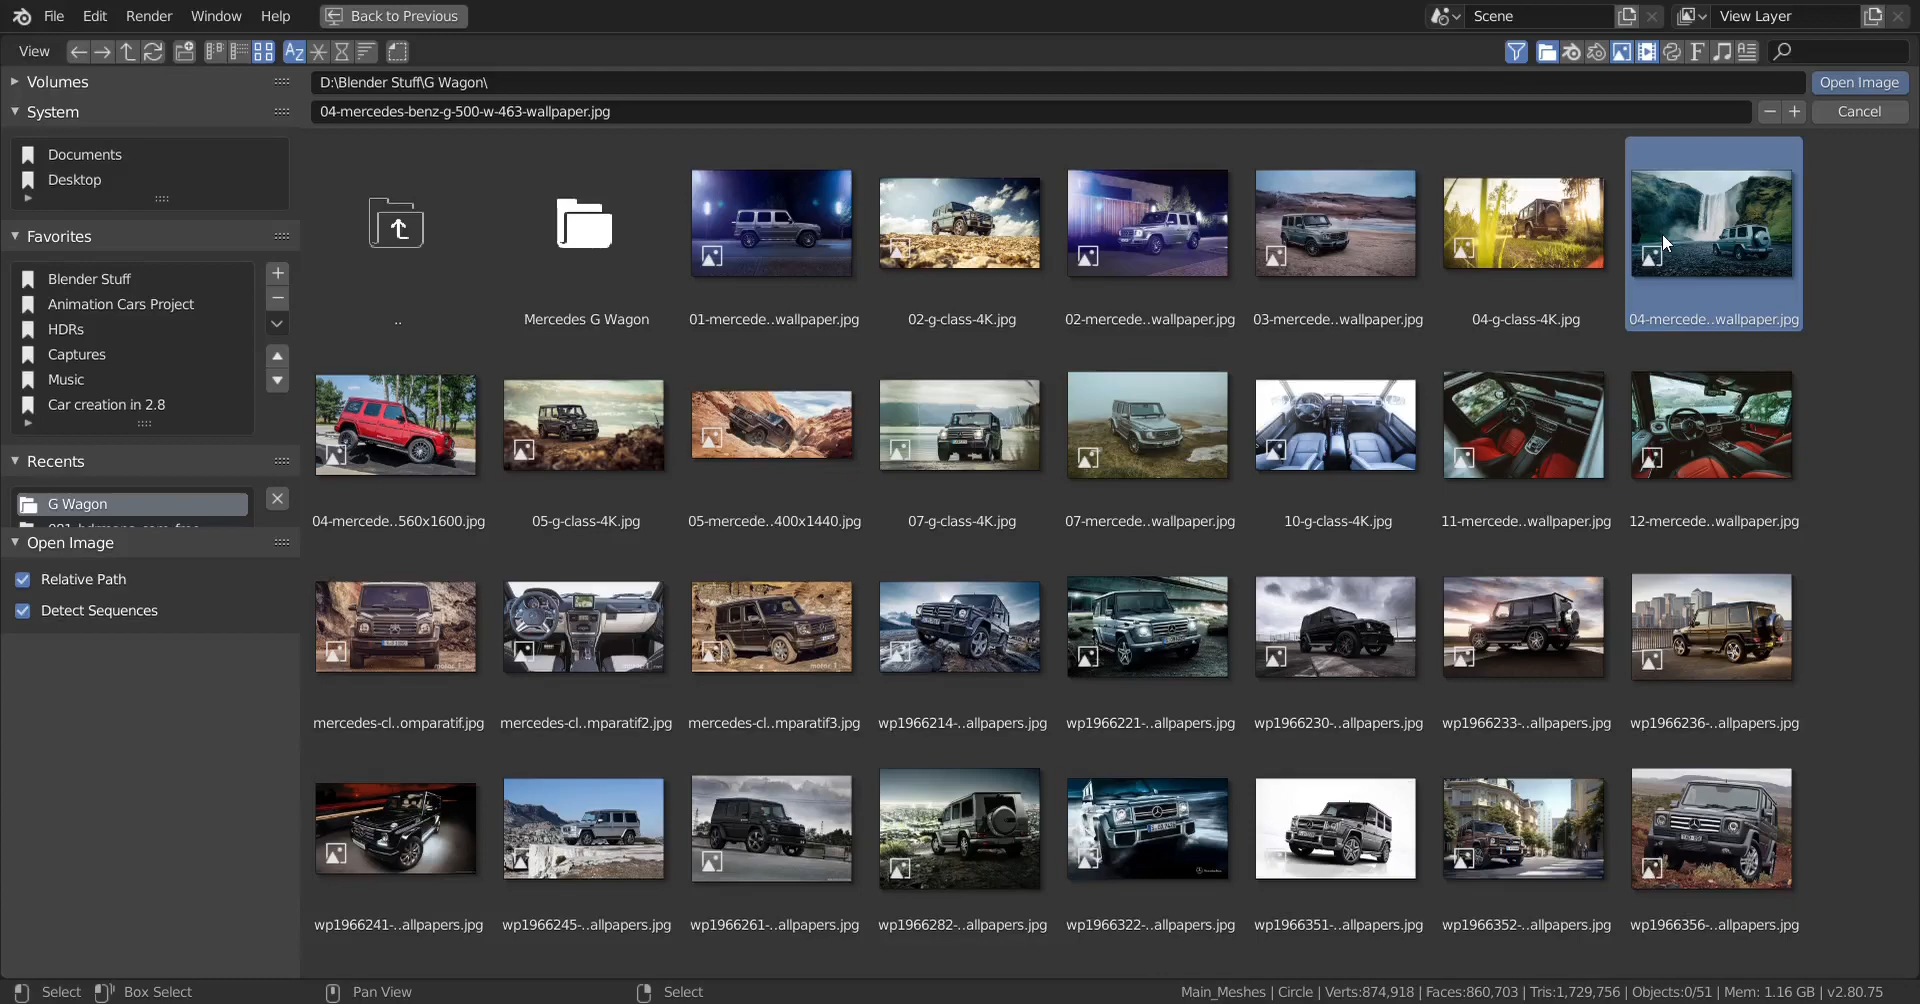 File Edit Render Window Help Back to Previous Scene View Layer
View
Volumes D:\Blender Stuff\G Wagon\ Open Image
System 04-mercedes-benz-g-500-w-463-wallpaper.jpg Cancel
Documents
Desktop
Favorites
Blender Stuff
Animation Cars Project
HDRs
Captures
Music
Car creation in 2.8
Recents
G Wagon
Open Image
Relative Path
Detect Sequences
.. Mercedes G Wagon 01-mercede..wallpaper.jpg 02-g-class-4K.jpg 02-mercede..wallpaper.jpg 03-mercede..wallpaper.jpg 04-g-class-4K.jpg 04-mercede..wallpaper.jpg
04-mercede..560x1600.jpg 05-g-class-4K.jpg 05-mercede..400x1440.jpg 07-g-class-4K.jpg 07-mercede..wallpaper.jpg 10-g-class-4K.jpg 11-mercede..wallpaper.jpg 12-mercede..wallpaper.jpg
mercedes-cl..omparatif.jpg mercedes-cl..mparatif2.jpg mercedes-cl..mparatif3.jpg wp1966214-..allpapers.jpg wp1966221-..allpapers.jpg wp1966230-..allpapers.jpg wp1966233-..allpapers.jpg wp1966236-..allpapers.jpg
wp1966241-..allpapers.jpg wp1966245-..allpapers.jpg wp1966261-..allpapers.jpg wp1966282-..allpapers.jpg wp1966322-..allpapers.jpg wp1966351-..allpapers.jpg wp1966352-..allpapers.jpg wp1966356-..allpapers.jpg
Select Box Select Pan View Select Main_Meshes | Circle | Verts:874,918 | Faces:860,703 | Tris:1,729,756 | Objects:0/51 | Mem: 1.16 GB | v2.80.75